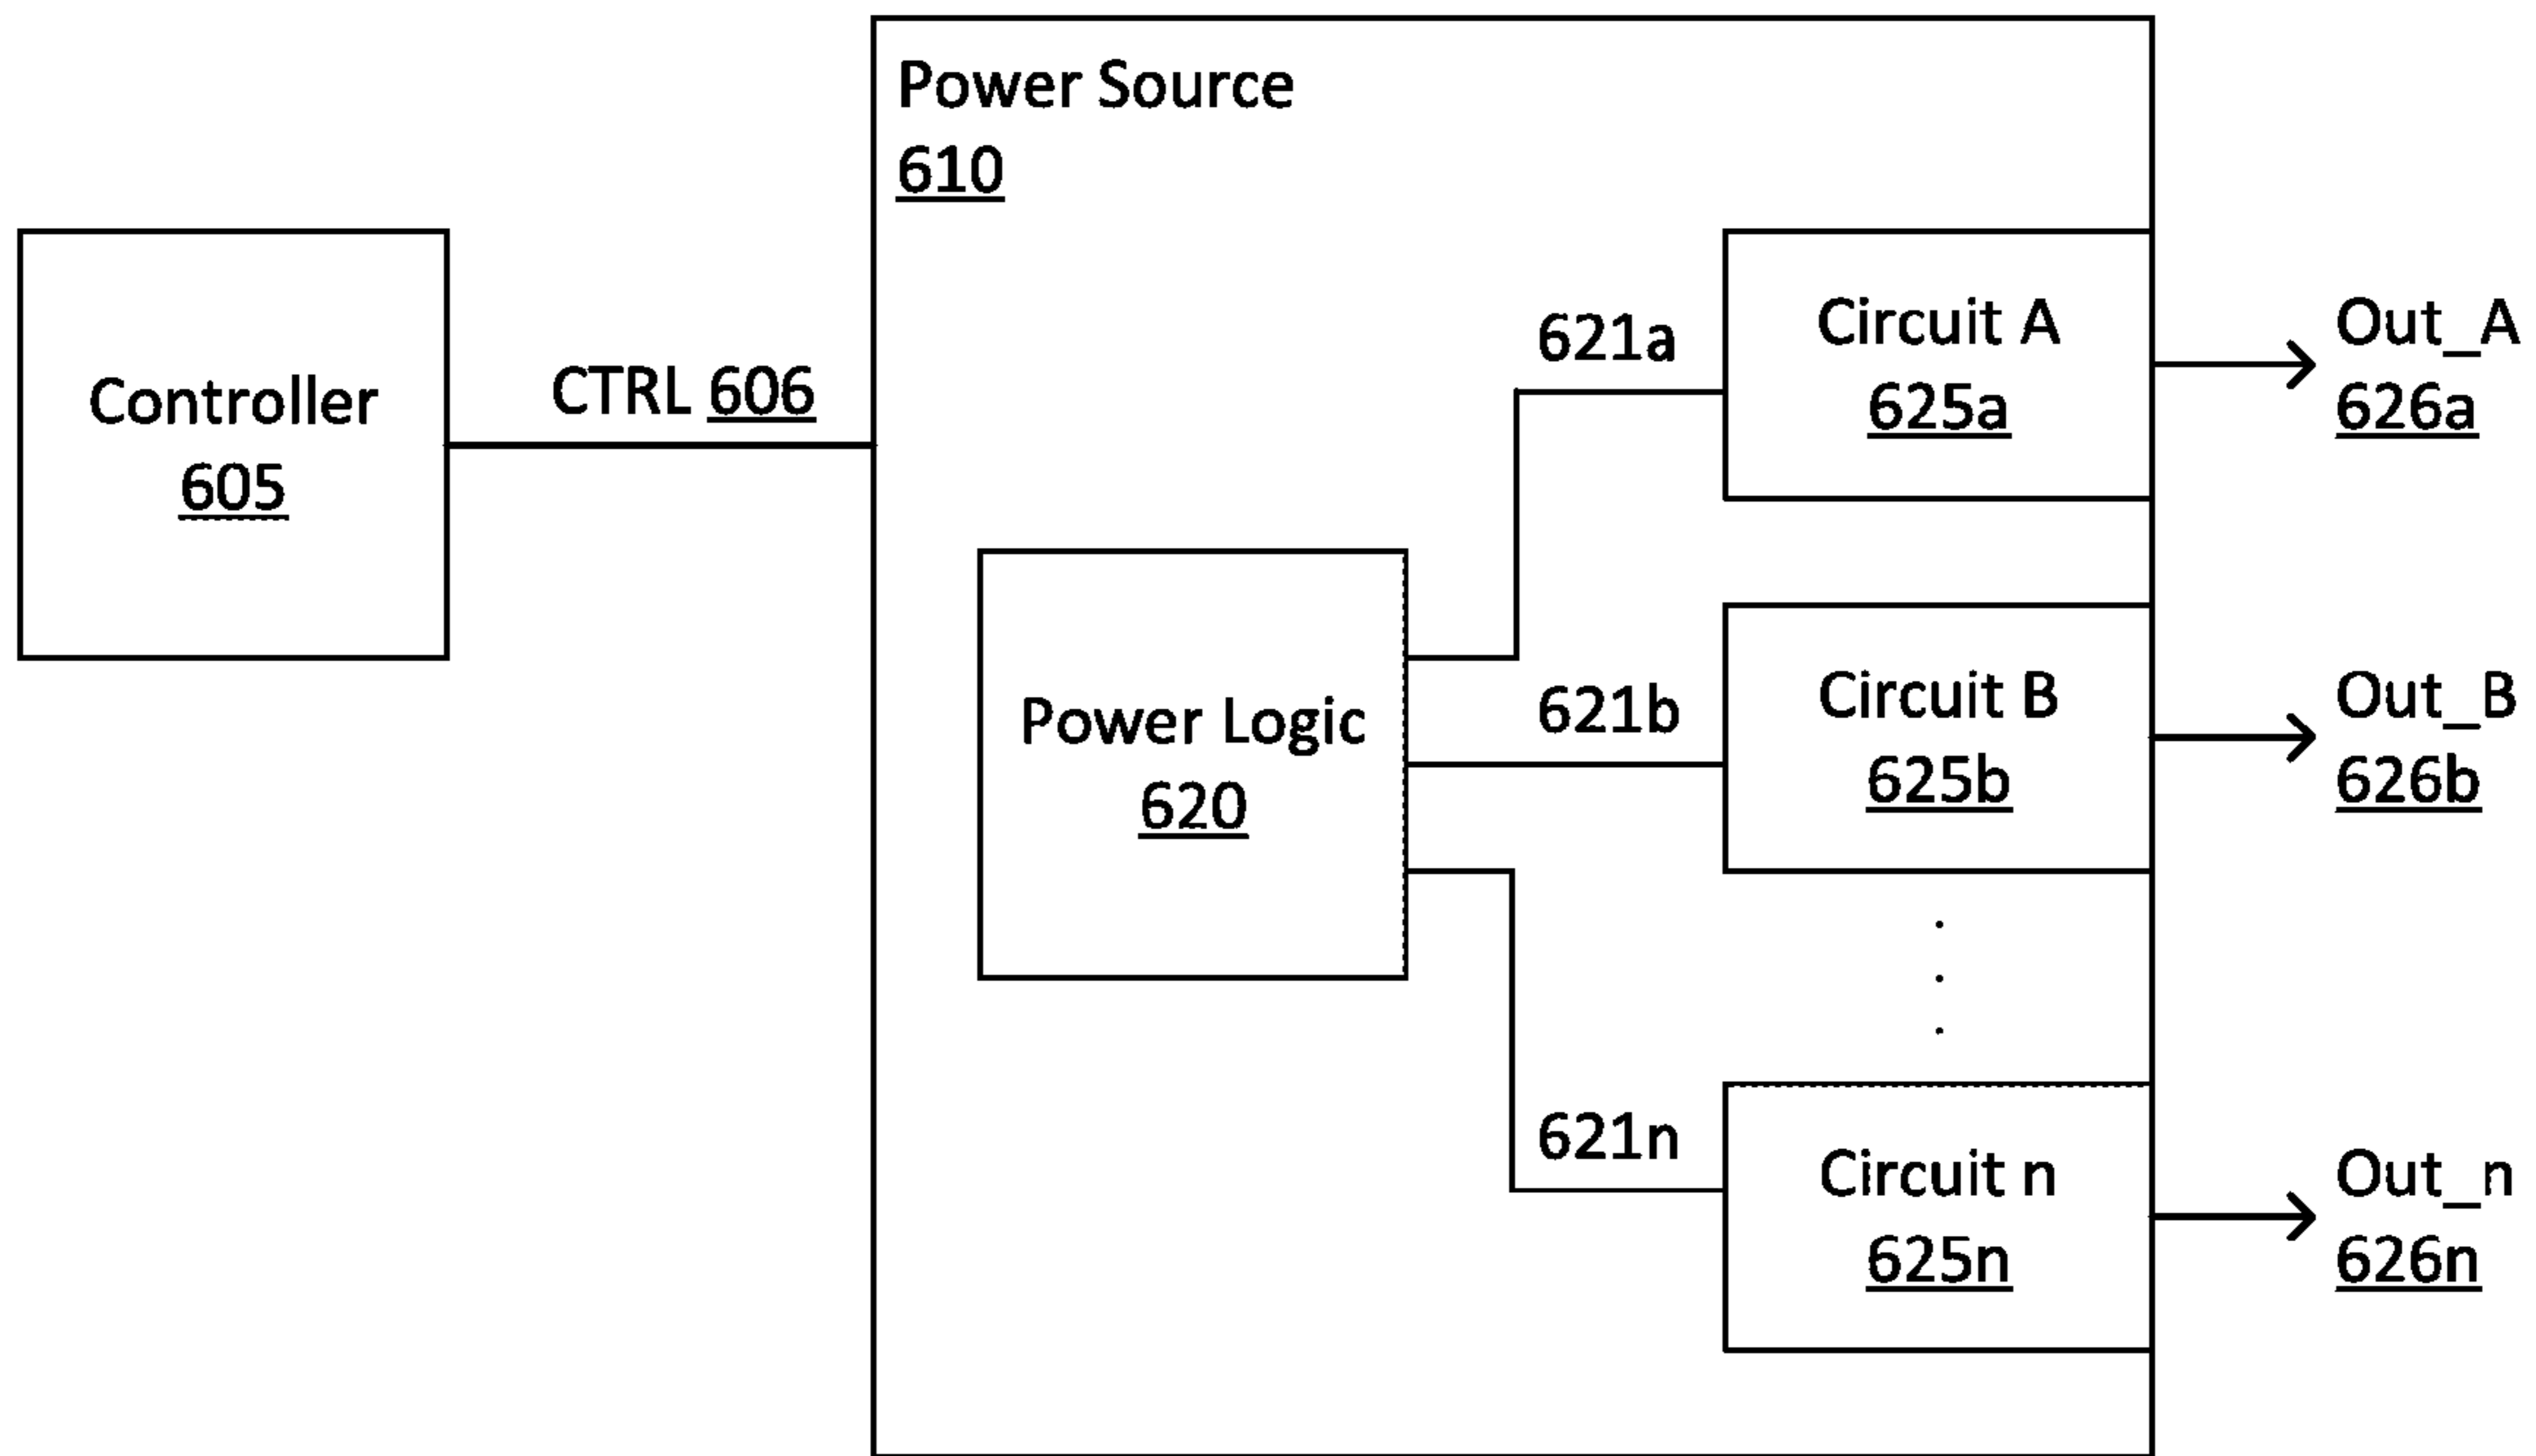 Power Source
610
Controller
605
CTRL 606
621a
Circuit A
625a
Out_A
626a
Power Logic
620
621b
Circuit B
625b
Out_B
626b
621n
Circuit n
625n
Out_n
626n